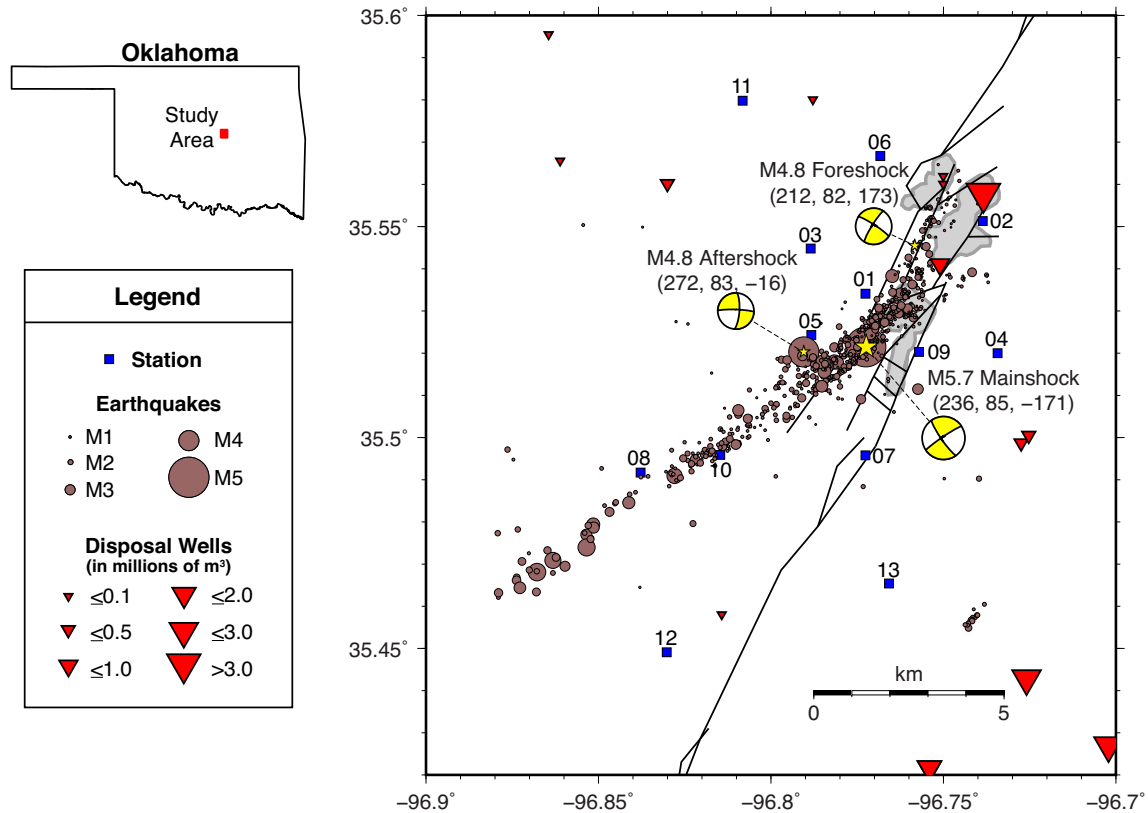 Oklahoma
Study
Area
Legend
Station
Earthquakes
M1
M2
M3
M4
M5
Disposal Wells
(in millions of m³)
≤0.1
≤0.5
≤1.0
≤2.0
≤3.0
>3.0
35.6˚
35.55˚
35.5˚
35.45˚
11
06
M4.8 Foreshock
(212, 82, 173)
02
03
M4.8 Aftershock
(272, 83, −16)
01
05
09
04
M5.7 Mainshock
(236, 85, −171)
08
10
07
13
12
km
0
5
−96.9˚
−96.85˚
−96.8˚
−96.75˚
−96.7˚